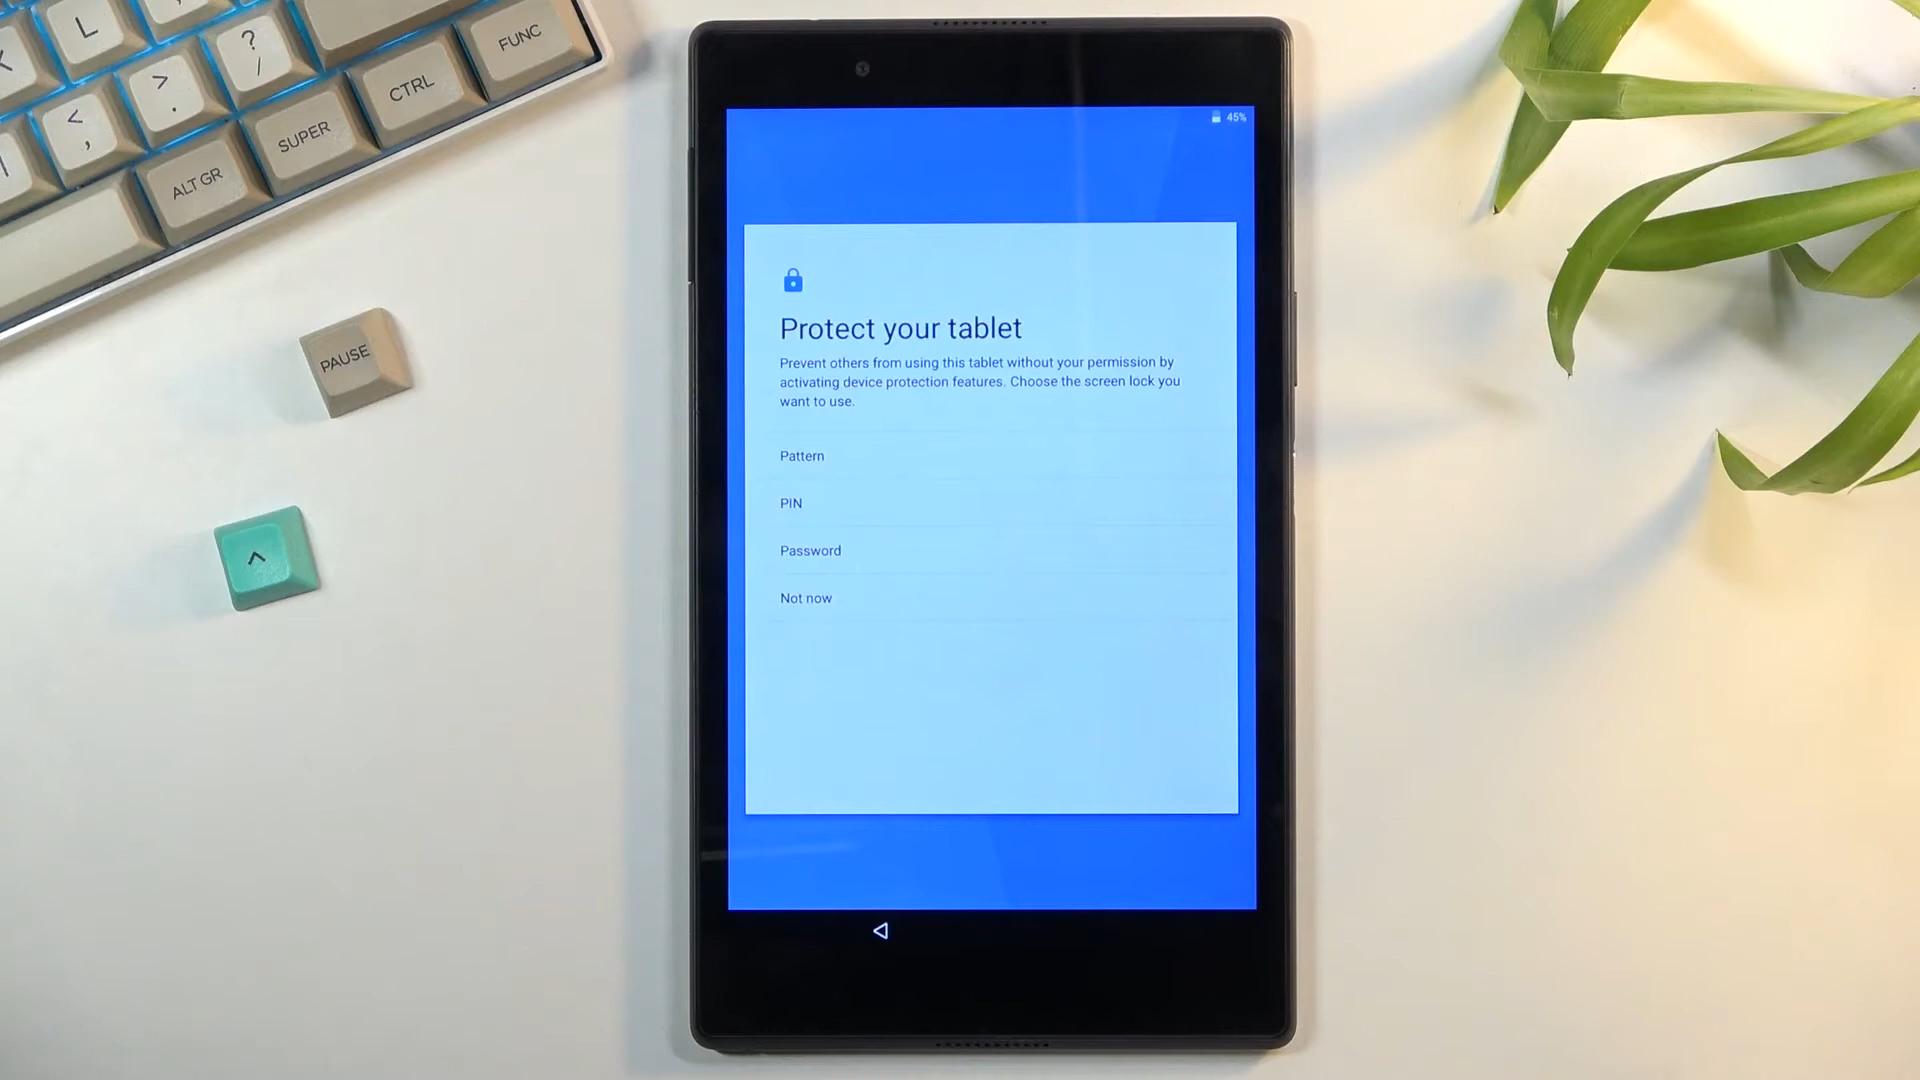 L
?
/
FUNC
>
.
CTRL
<
;
,
SUPER
ALT GR
PAUSE
^
45%
Protect your tablet
Prevent others from using this tablet without your permission by
activating device protection features. Choose the screen lock you
want to use.
Pattern
PIN
Password
Not now